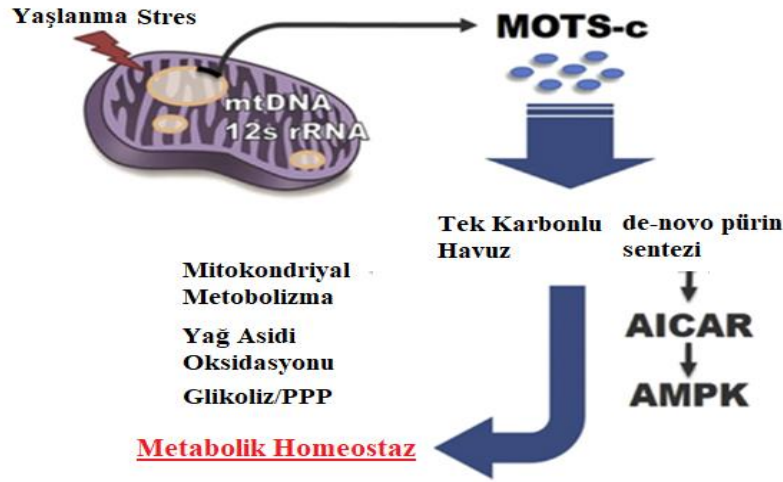 Yaşlanma Stres
MOTS-c
mtDNA
12s rRNA
Tek Karbonlu
Havuz
de-novo pürin
sentezi
AICAR
AMPK
Mitokondriyal
Metobolizma
Yağ Asidi
Oksidasyonu
Glikoliz/PPP
Metabolik Homeostaz